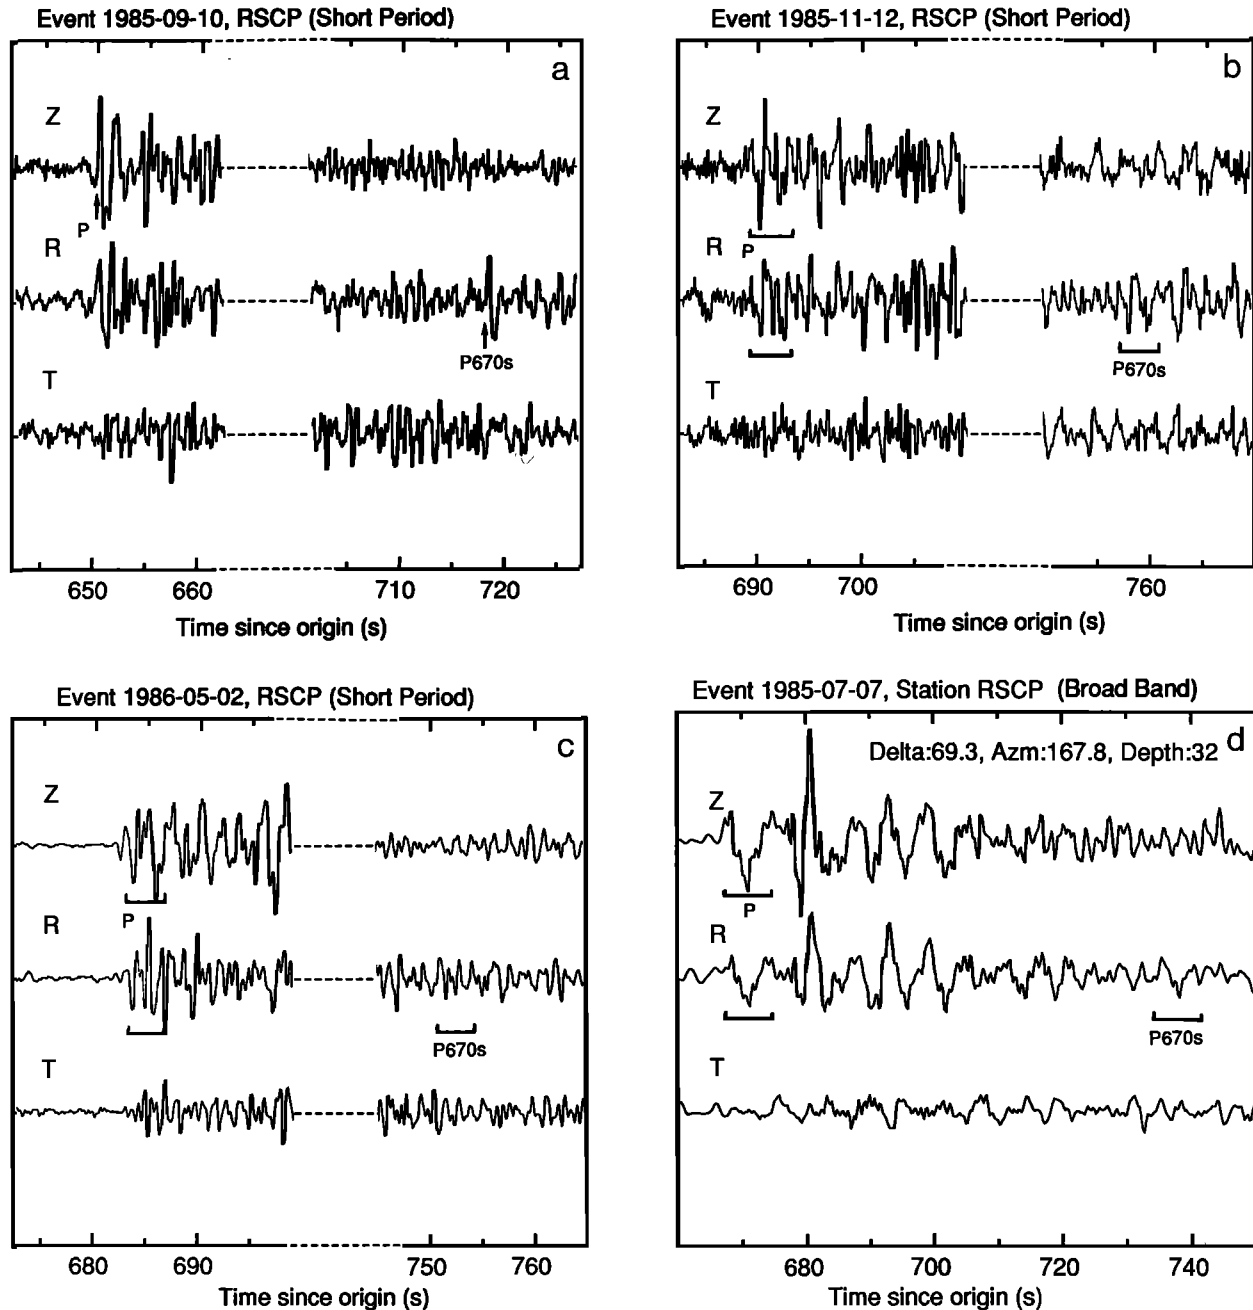 Event 1985-09-10, RSCP (Short Period)
a
Z
P
R
P670s
T
650 660 710 720
Time since origin (s)
Event 1985-11-12, RSCP (Short Period)
b
Z
R P
P670s
T
690 700 760
Time since origin (s)
Event 1986-05-02, RSCP (Short Period)
c
Z
P
R
P670s
T
680 690 750 760
Time since origin (s)
Event 1985-07-07, Station RSCP (Broad Band)
Delta:69.3, Azm:167.8, Depth:32 d
Z
P
R
P670s
T
680 700 720 740
Time since origin (s)